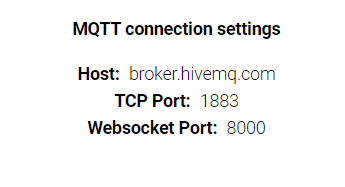 MQTT connection settings
Host: broker.hivemq.com
TCP Port: 1883
Websocket Port: 8000